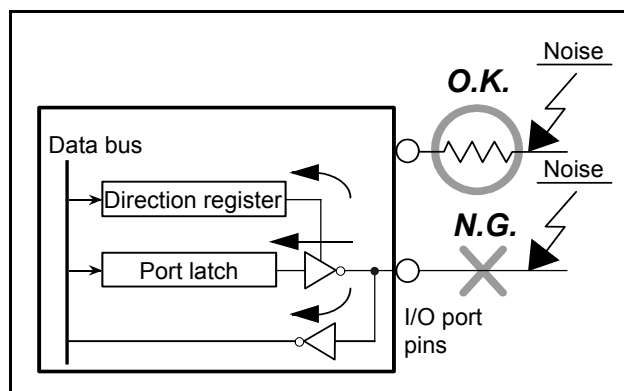 Noise
O.K.
Data bus
Noise
Direction register
N.G.
Port latch
I/O port
pins